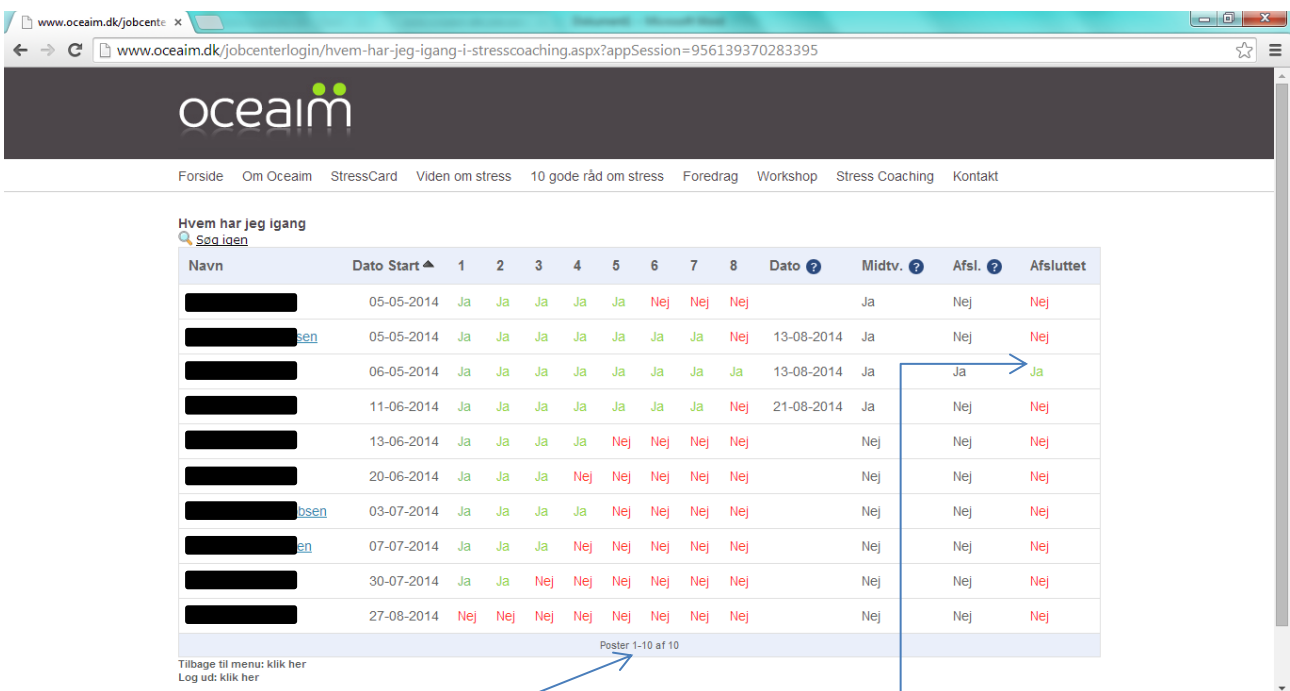 www.oceaim.dk/jobcente
www.oceaim.dk/jobcenterlogin/hvem-har-jeg-igang-i-stresscoaching.aspx?appSession=956139370283395
oceaim
Forside Om Oceaim StressCard Viden om stress 10 gode råd om stress Foredrag Workshop Stress Coaching Kontakt
Hvem har jeg igang
Søg igen
Navn Dato Start 1 2 3 4 5 6 7 8 Dato ? Midtv. ? Afsl. ? Afsluttet
05-05-2014 Ja Ja Ja Ja Ja Nej Nej Nej Ja Nej Nej
sen 05-05-2014 Ja Ja Ja Ja Ja Ja Ja Nej 13-08-2014 Ja Nej Nej
06-05-2014 Ja Ja Ja Ja Ja Ja Ja Ja 13-08-2014 Ja Ja Ja
11-06-2014 Ja Ja Ja Ja Ja Ja Ja Nej 21-08-2014 Ja Nej Nej
13-06-2014 Ja Ja Ja Ja Nej Nej Nej Nej Nej Nej Nej
20-06-2014 Ja Ja Ja Nej Nej Nej Nej Nej Nej Nej Nej
bsen 03-07-2014 Ja Ja Ja Ja Nej Nej Nej Nej Nej Nej Nej
en 07-07-2014 Ja Ja Ja Nej Nej Nej Nej Nej Nej Nej Nej
30-07-2014 Ja Ja Nej Nej Nej Nej Nej Nej Nej Nej Nej
27-08-2014 Nej Nej Nej Nej Nej Nej Nej Nej Nej Nej Nej
Poster 1-10 af 10
Tilbage til menu: klik her
Log ud: klik her